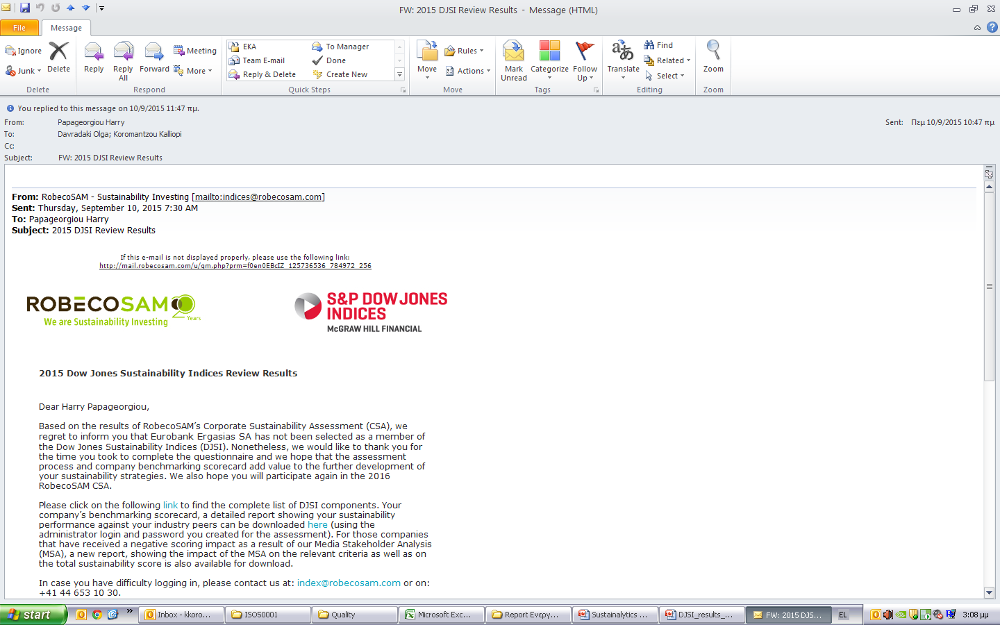 FW: 2015 DJSI Review Results - Message (HTML)
File
Message
Ignore
Junk
Delete
Delete
Reply
Reply All
Forward
Meeting
More
Respond
EKA
Team E-mail
Reply & Delete
To Manager
Done
Create New
Quick Steps
Move
Rules
Actions
Move
Mark Unread
Categorize
Follow Up
Tags
Translate
Find
Related
Select
Editing
Zoom
Zoom
You replied to this message on 10/9/2015 11:47 πμ.
From: Papageorgiou Harry
Sent: Πεμ 10/9/2015 10:47 πμ
To: Davradaki Olga; Koromantzou Kalliopi
Cc:
Subject: FW: 2015 DJSI Review Results
From: RobecoSAM - Sustainability Investing [mailto:indices@robecosam.com]
Sent: Thursday, September 10, 2015 7:30 AM
To: Papageorgiou Harry
Subject: 2015 DJSI Review Results
If this e-mail is not displayed properly, please use the following link:
http://mail.robecosam.com/u/qm.php?prm=f0en0EBcIZ_125736536_784972_256
ROBECOSAM
We are Sustainability Investing
20 Years
S&P DOW JONES
INDICES
McGRAW HILL FINANCIAL
2015 Dow Jones Sustainability Indices Review Results
Dear Harry Papageorgiou,
Based on the results of RobecoSAM's Corporate Sustainability Assessment (CSA), we
regret to inform you that Eurobank Ergasias SA has not been selected as a member of
the Dow Jones Sustainability Indices (DJSI). Nonetheless, we would like to thank you for
the time you took to complete the questionnaire and we hope that the assessment
process and company benchmarking scorecard add value to the further development of
your sustainability strategies. We also hope you will participate again in the 2016
RobecoSAM CSA.
Please click on the following link to find the complete list of DJSI components. Your
company's benchmarking scorecard, a detailed report showing your sustainability
performance against your industry peers can be downloaded here (using the
administrator login and password you created for the assessment). For those companies
that have received a negative scoring impact as a result of our Media Stakeholder Analysis
(MSA), a new report, showing the impact of the MSA on the relevant criteria as well as on
the total sustainability score is also available for download.
In case you have difficulty logging in, please contact us at: index@robecosam.com or on:
+41 44 653 10 30.
start
Inbox - kkoro...
ISO50001
Quality
Microsoft Exc...
Report Ενεργ...
Sustainalytics ...
DJSI_results_...
FW: 2015 DJS...
EL
3:08 μμ